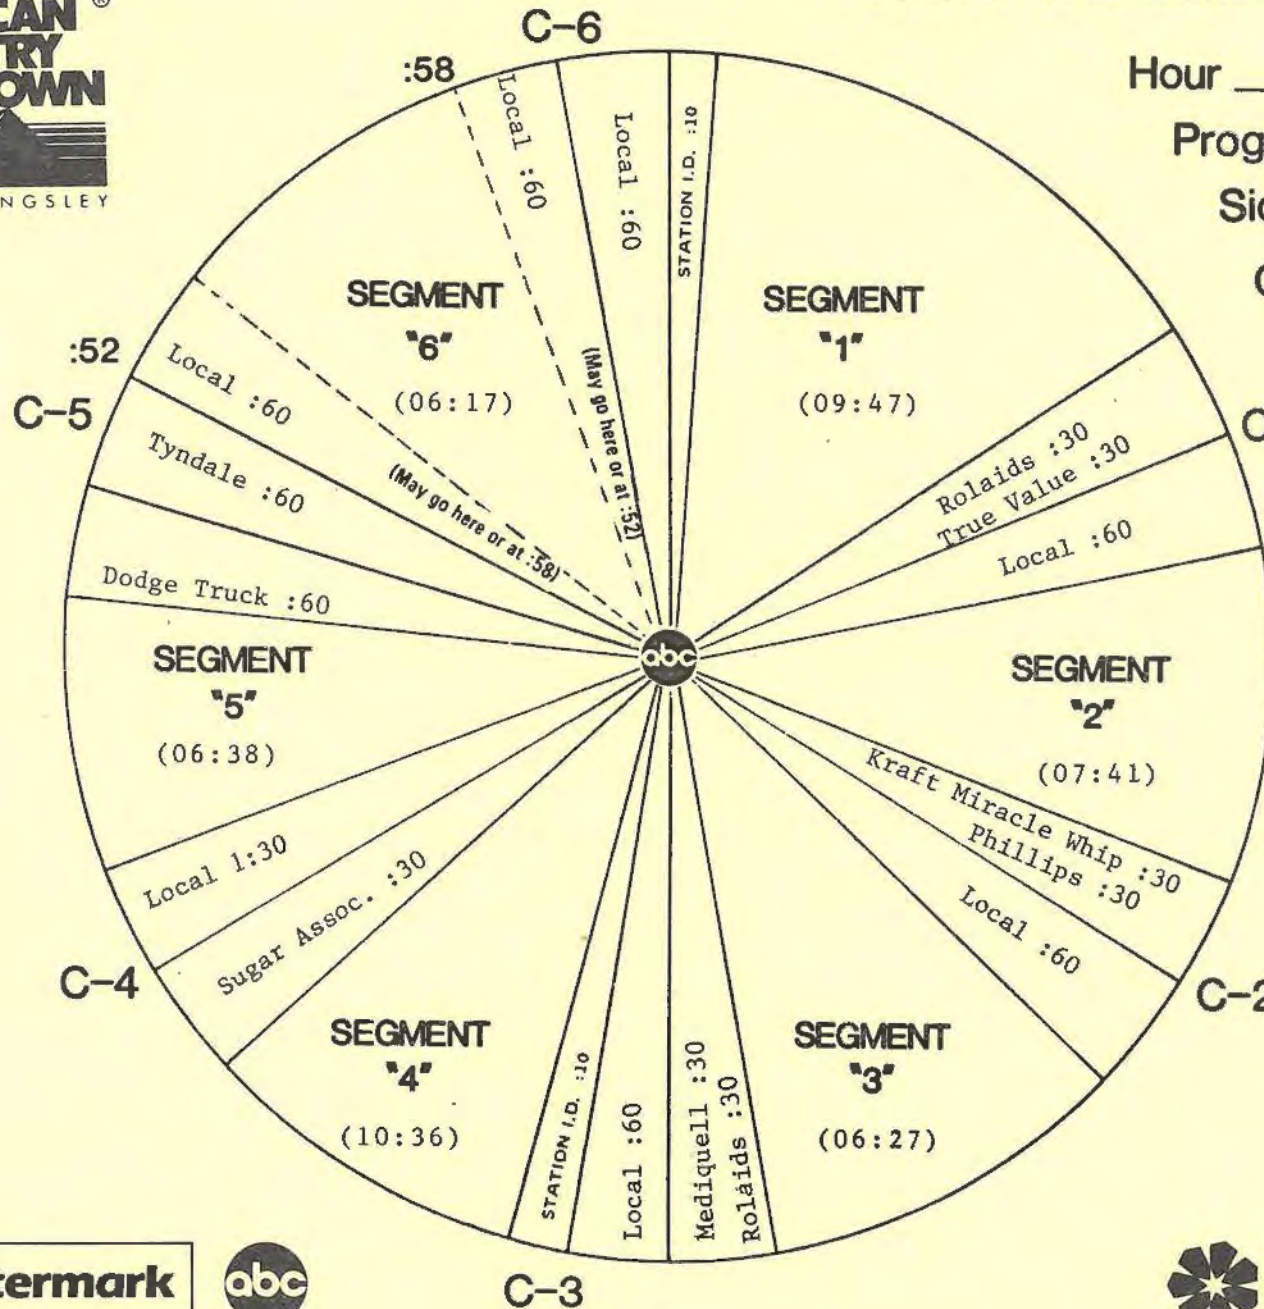 CAN ®
TRY
OWN
NGSLEY
C-6
:58
Hour
Prog
Local :60
Local :60
STATION I.D. :10
SEGMENT
"6"
(06:17)
SEGMENT
"1"
(09:47)
:52
C-5
Local :60
(May go here or at :52)
Tyndale :60
(May go here or at :58)
Rolaids :30
True Value :30
Local :60
Dodge Truck :60
abc
SEGMENT
"5"
(06:38)
SEGMENT
"2"
(07:41)
Kraft Miracle Whip :30
Phillips :30
Local :60
Local 1:30
Sugar Assoc. :30
C-4
C-2
SEGMENT
"4"
(10:36)
SEGMENT
"3"
(06:27)
STATION I.D. :10
Local :60
Mediquell :30
Rolaids :30
C-3
termark
abc